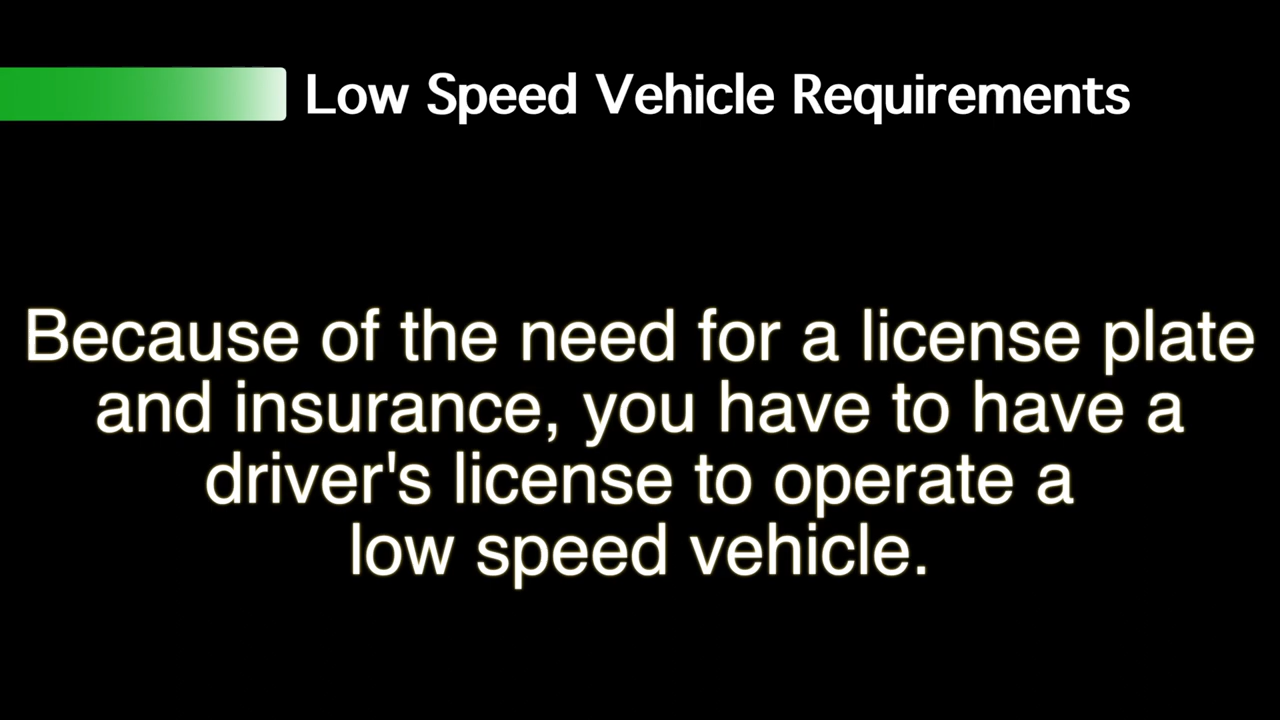 Low Speed Vehicle Requirements
Because of the need for a license plate
and insurance, you have to have a
driver's license to operate a
low speed vehicle.